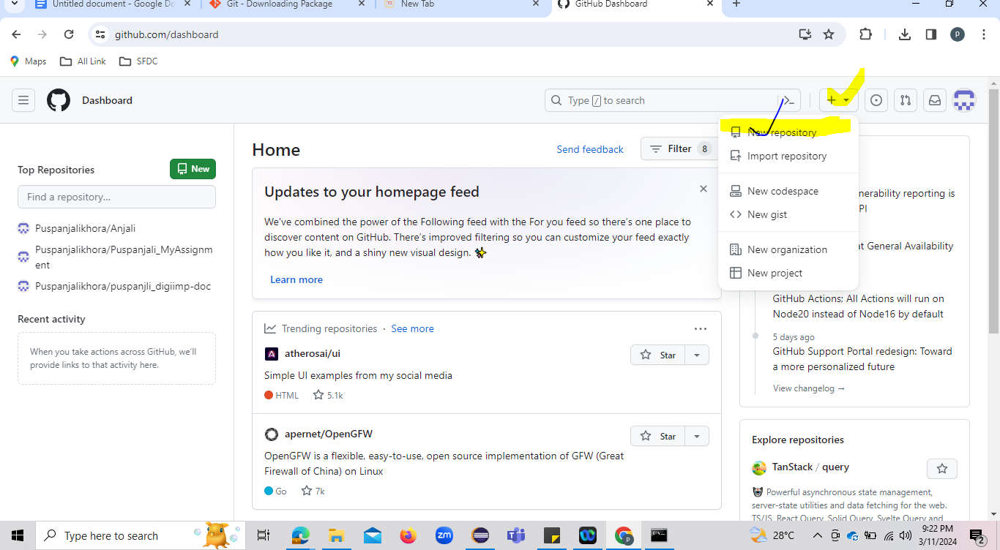 Untitled document - Google Do
Git - Downloading Package
New Tab
GitHub Dashboard
github.com/dashboard
P
Maps
All Link
SFDC
Dashboard
Type / to search
New repository
Import repository
New codespace
New gist
New organization
New project
Top Repositories
New
Find a repository...
Puspanjalikhora/Anjali
Puspanjalikhora/Puspanjali_MyAssignm
ent
Puspanjalikhora/puspanjli_digiimp-doc
Recent activity
When you take actions across GitHub, we'll
provide links to that activity here.
Home
Send feedback
Filter 8
Updates to your homepage feed
We've combined the power of the Following feed with the For you feed so there's one place to
discover content on GitHub. There's improved filtering so you can customize your feed exactly
how you like it, and a shiny new visual design. ✨
Learn more
Trending repositories · See more
atherosai/ui
Star
Simple UI examples from my social media
HTML 5.1k
apernet/OpenGFW
Star
OpenGFW is a flexible, easy-to-use, open source implementation of GFW (Great
Firewall of China) on Linux
Go 7k
nerability reporting is
PI
at General Availability
GitHub Actions; All Actions will run on
Node20 instead of Node16 by default
5 days ago
GitHub Support Portal redesign: Toward
a more personalized future
View changelog →
Explore repositories
TanStack / query
Powerful asynchronous state management,
server-state utilities and data fetching for the web.
TS/JS, React Query, Solid Query, Svelte Query and
Type here to search
zm
28°C
9:22 PM
3/11/2024
2